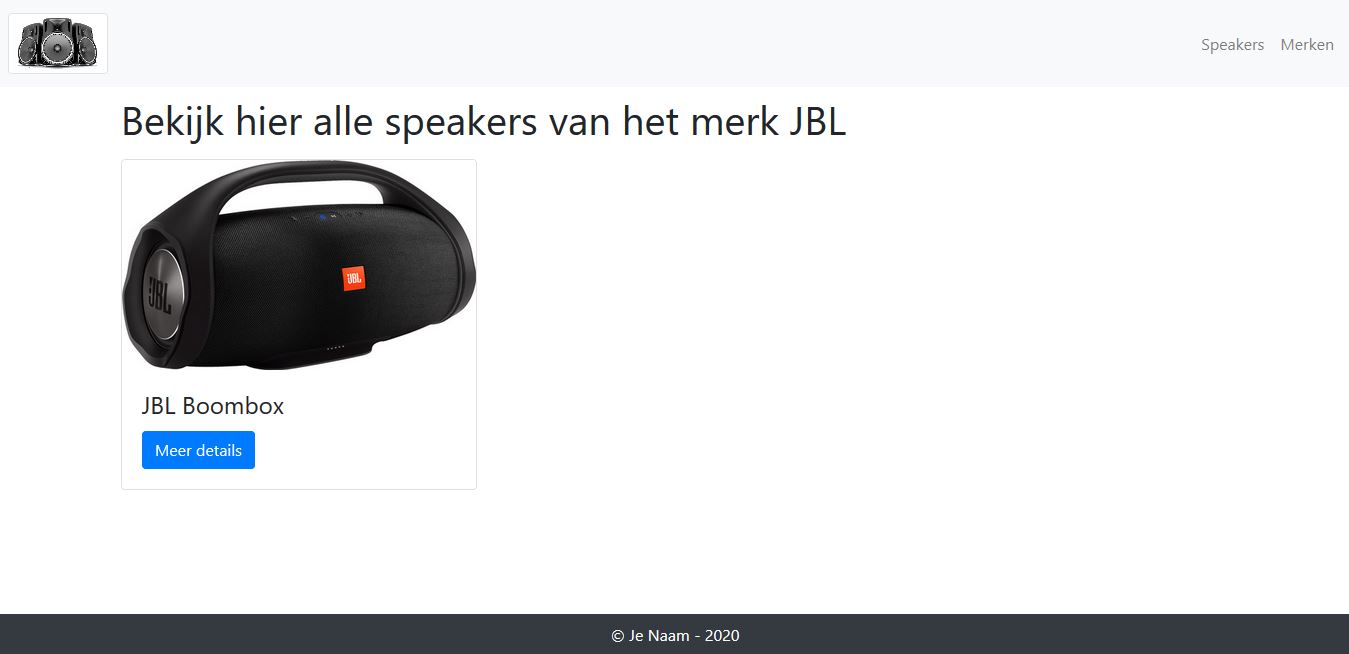 Speakers Merken
Bekijk hier alle speakers van het merk JBL
JBL
JBL
JBL Boombox
Meer details
© Je Naam - 2020